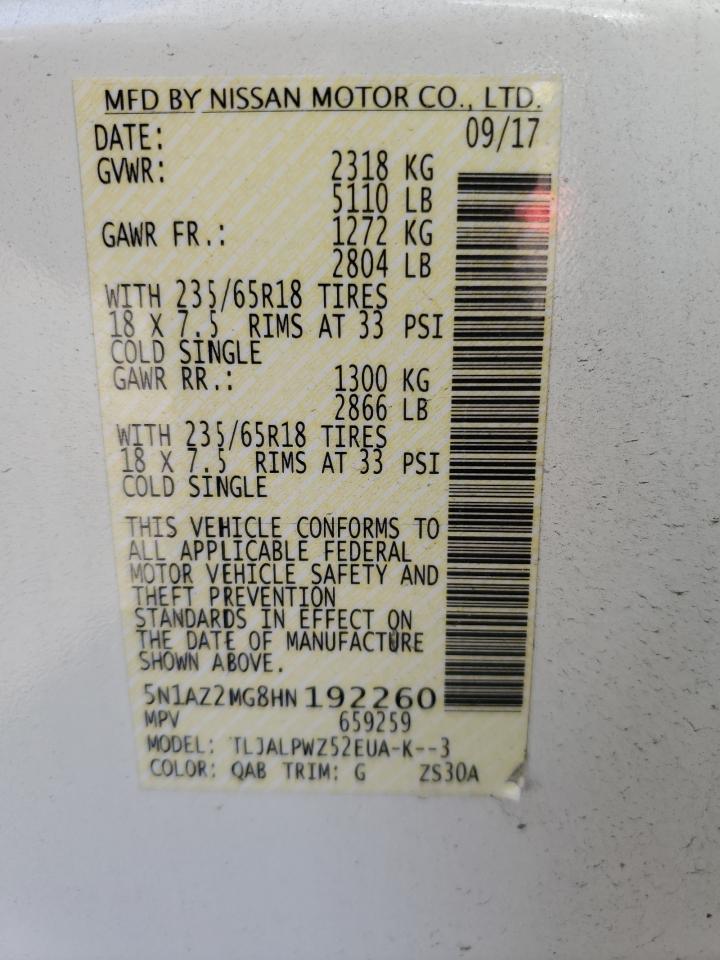 MFD BY NISSAN MOTOR CO., LTD.
DATE: 09/17
GVWR: 2318 KG
5110 LB
GAWR FR.: 1272 KG
2804 LB
WITH 235/65R18 TIRES
18 X 7.5 RIMS AT 33 PSI
COLD SINGLE
GAWR RR.: 1300 KG
2866 LB
WITH 235/65R18 TIRES
18 X 7.5 RIMS AT 33 PSI
COLD SINGLE
THIS VEHICLE CONFORMS TO
ALL APPLICABLE FEDERAL
MOTOR VEHICLE SAFETY AND
THEFT PREVENTION
STANDARDS IN EFFECT ON
THE DATE OF MANUFACTURE
SHOWN ABOVE.
5N1AZ2MG8HN192260
MPV 659259
MODEL: TLJALPWZ52EUA-K--3
COLOR: QAB TRIM: G ZS30A